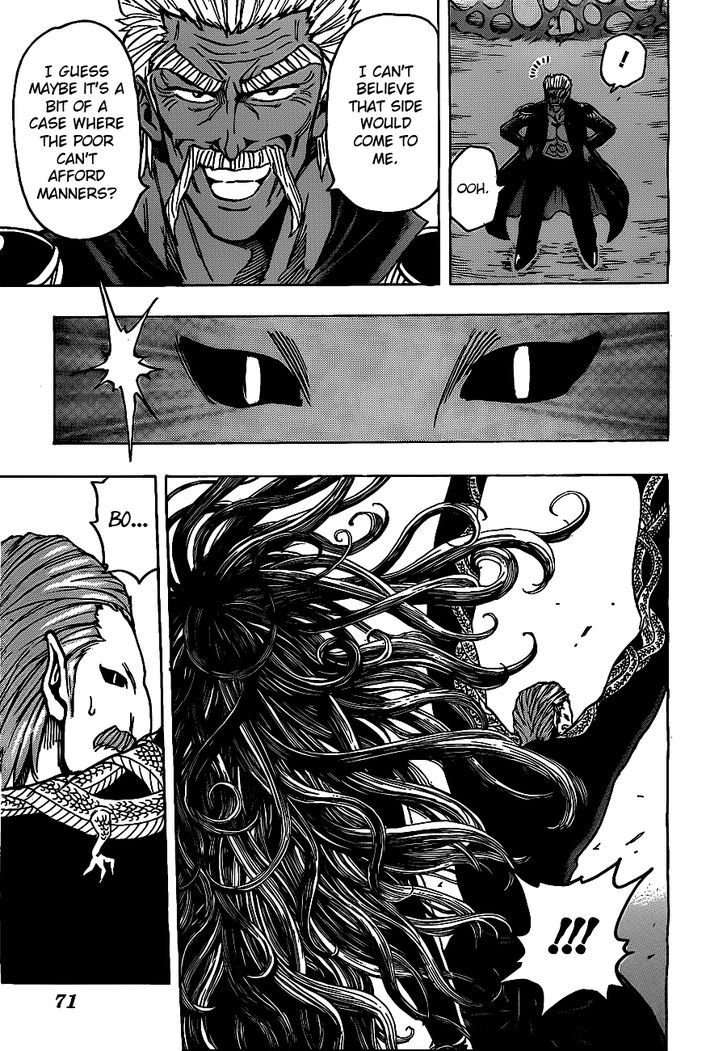 !
OOH.
I CAN'T
BELIEVE
THAT SIDE
WOULD
COME TO
ME.
I GUESS
MAYBE IT'S A
BIT OF A
CASE WHERE
THE POOR
CAN'T
AFFORD
MANNERS?
!!!
BO...
71